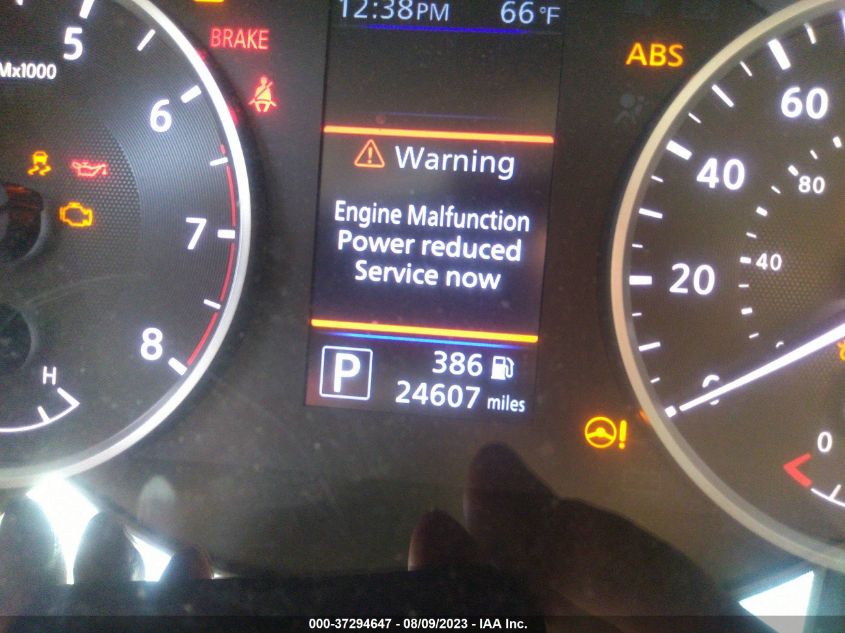 12:38PM 66°F
5
Mx1000
BRAKE
ABS
6
60
Warning
40
80
Engine Malfunction
Power reduced
Service now
7
40
20
8
P
386
24607 miles
H
0
0
000-37294647 - 08/09/2023 - IAA Inc.